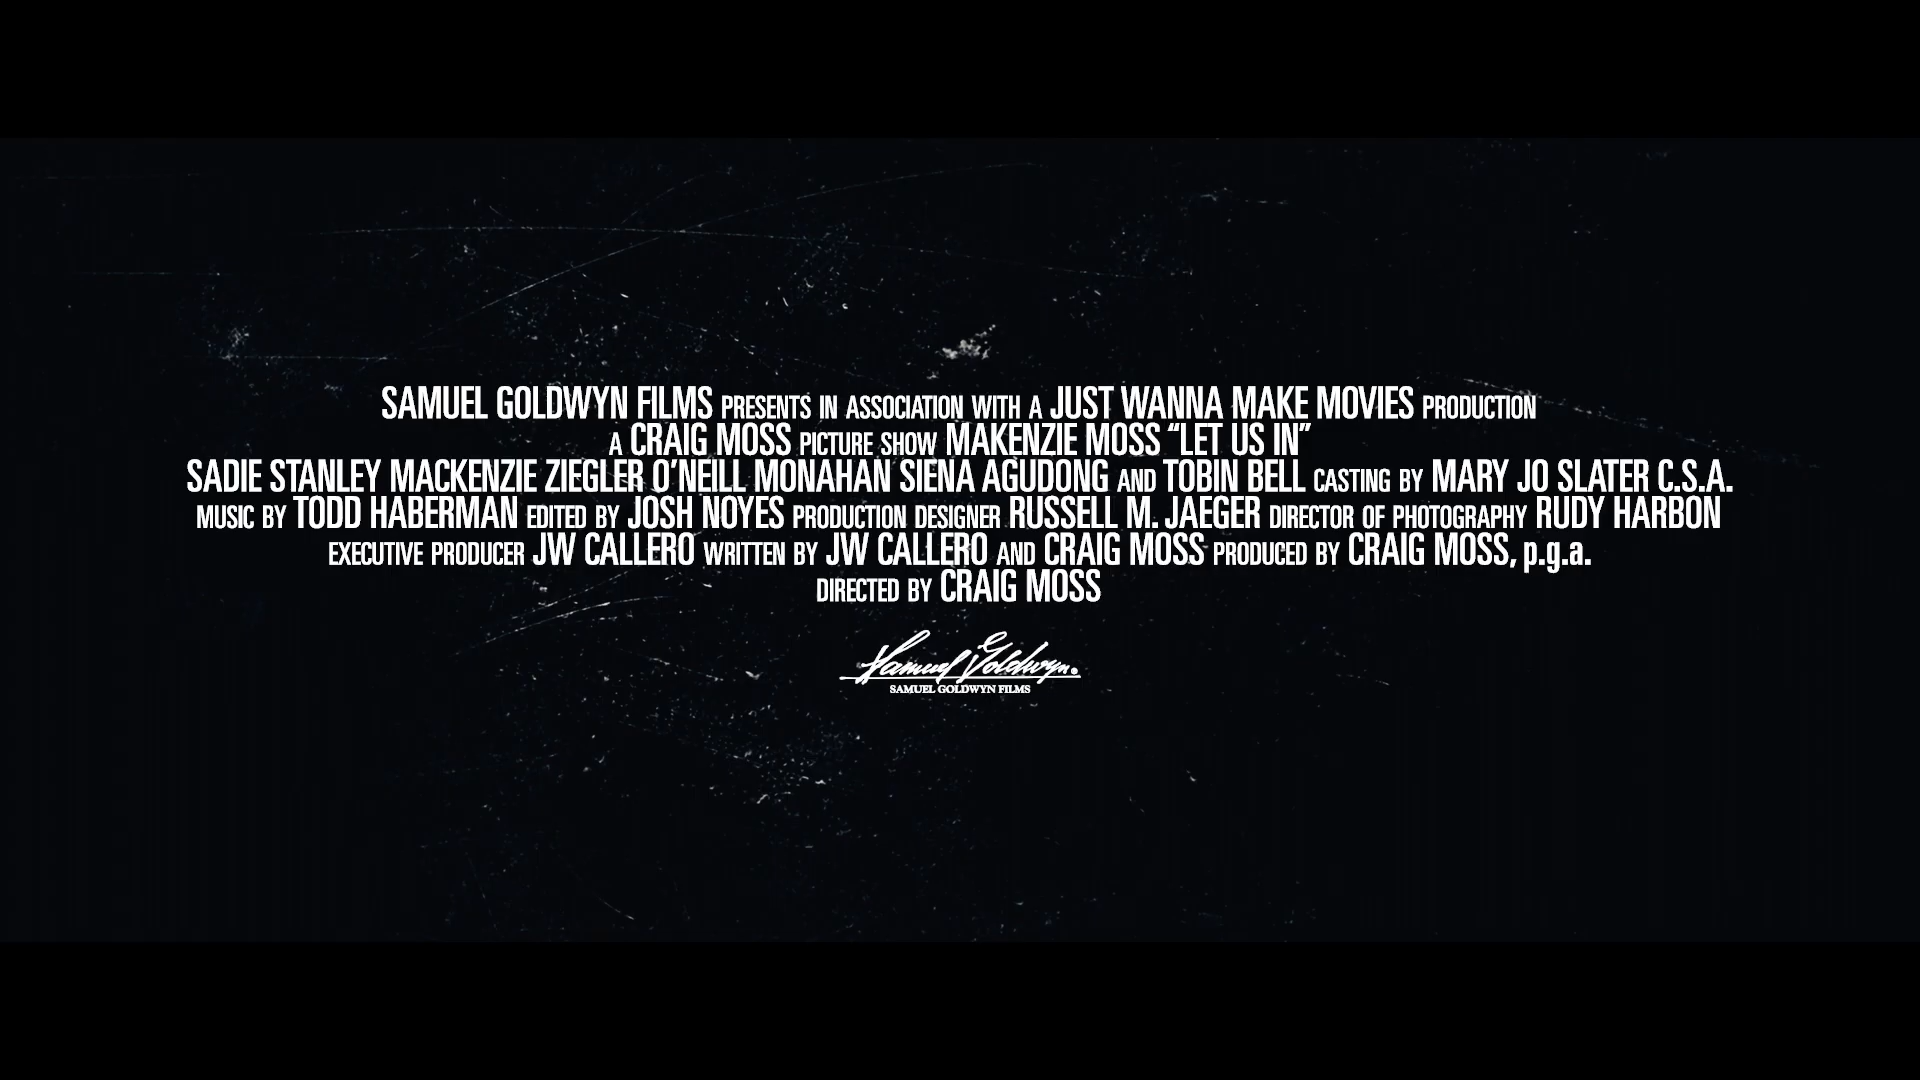 SAMUEL GOLDWYN FILMS PRESENTS IN ASSOCIATION WITH A JUST WANNA MAKE MOVIES PRODUCTION
A CRAIG MOSS PICTURE SHOW MAKENZIE MOSS “LET US IN”
SADIE STANLEY MACKENZIE ZIEGLER O’NEILL MONAHAN SIENA AGUDONG AND TOBIN BELL CASTING BY MARY JO SLATER C.S.A.
MUSIC BY TODD HABERMAN EDITED BY JOSH NOYES PRODUCTION DESIGNER RUSSELL M. JAEGER DIRECTOR OF PHOTOGRAPHY RUDY HARBON
EXECUTIVE PRODUCER JW CALLERO WRITTEN BY JW CALLERO AND CRAIG MOSS PRODUCED BY CRAIG MOSS, p.g.a.
DIRECTED BY CRAIG MOSS
Samuel Goldwyn®
SAMUEL GOLDWYN FILMS